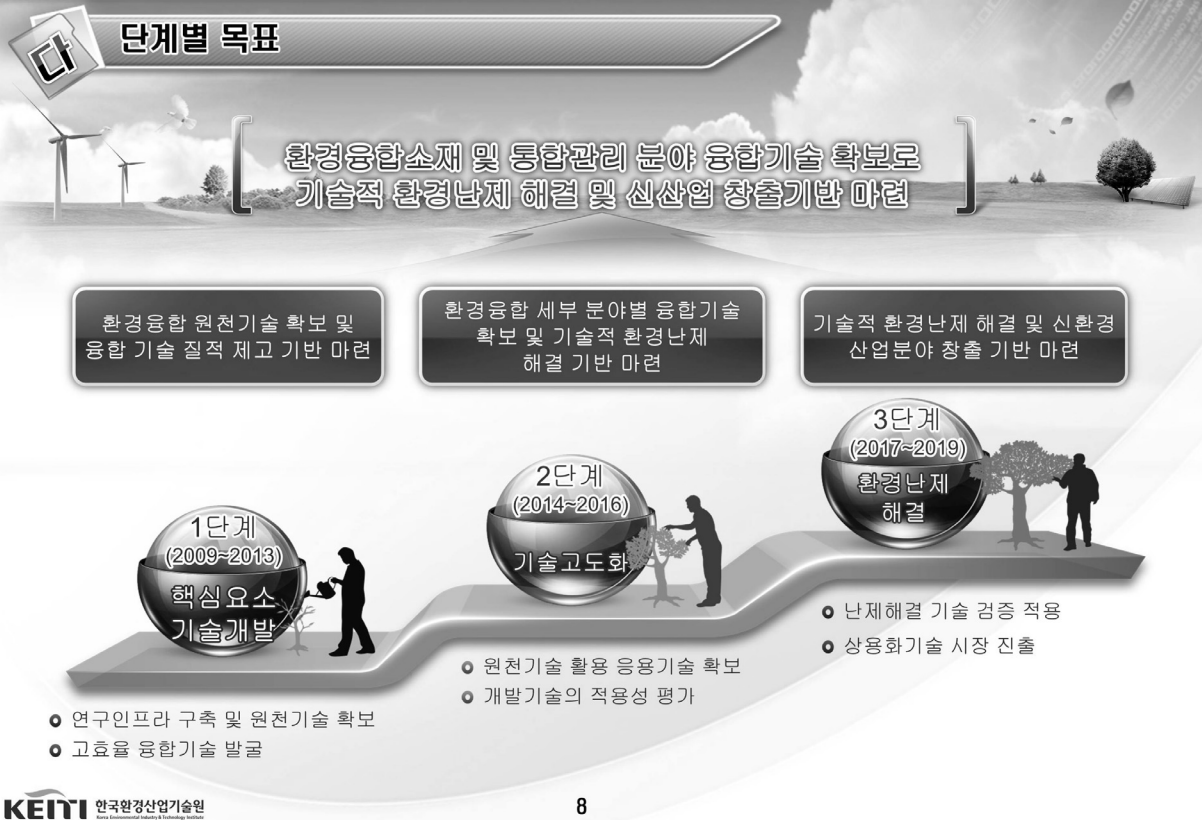 다
단계별 목표
환경융합소재 및 통합관리 분야 융합기술 확보로
기술적 환경난제 해결 및 신산업 창출기반 마련
환경융합 원천기술 확보 및
융합 기술 질적 제고 기반 마련
환경융합 세부 분야별 융합기술
확보 및 기술적 환경난제
해결 기반 마련
기술적 환경난제 해결 및 신환경
산업분야 창출 기반 마련
1단계
(2009~2013)
핵심요소
기술개발
연구인프라 구축 및 원천기술 확보
고효율 융합기술 발굴
2단계
(2014~2016)
기술고도화
원천기술 활용 응용기술 확보
개발기술의 적용성 평가
3단계
(2017~2019)
환경난제
해결
난제해결 기술 검증 적용
상용화기술 시장 진출
KEITI 한국환경산업기술원
Korea Environmental Industry & Technology Institute
8